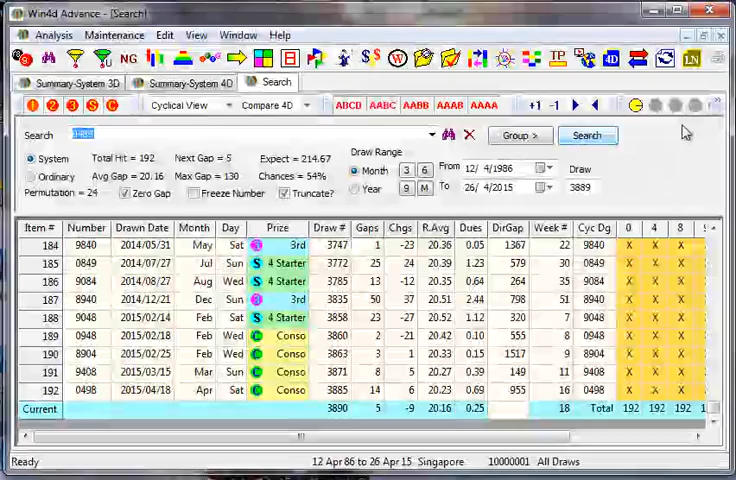 Win4d Advance - [Search]
Analysis Maintenance Edit View Window Help
NG TP 4D LN
Summary-System 3D Summary-System 4D Search
1 2 3 S C Cyclical View Compare 4D ABCD AABC AABB AAAB AAAA +1 -1
Search Group > Search
System Total Hit = 192 Next Gap = 5 Expect = 214.67
Ordinary Avg Gap = 20.16 Max Gap = 130 Chances = 54%
Permutation = 24 Zero Gap Freeze Number Truncate?
Draw Range
Month 3 6 From 12/ 4/1986 Draw
Year 9 M To 26/ 4/2015 3889
Item # Number Drawn Date Month Day Prize Draw # Gaps Chgs R.Avg Dues DirGap Week # Cyc Dg 0 4 8
184 9840 2014/05/31 May Sat 3rd 3747 1 -23 20.36 0.05 1367 22 9840 X X X
185 0849 2014/07/27 Jul Sun S 4 Starter 3772 25 24 20.39 1.23 579 30 0849 X X X
186 9084 2014/08/27 Aug Wed S 4 Starter 3785 13 -12 20.35 0.64 264 35 9084 X X X
187 8940 2014/12/21 Dec Sun 3rd 3835 50 37 20.51 2.44 798 51 8940 X X X
188 9048 2015/02/14 Feb Sat S 4 Starter 3858 23 -27 20.52 1.12 320 7 9048 X X X
189 0948 2015/02/18 Feb Wed C Conso 3860 2 -21 20.42 0.10 555 8 0948 X X X
190 8904 2015/02/25 Feb Wed C Conso 3863 3 1 20.33 0.15 1517 9 8904 X X X
191 9408 2015/03/15 Mar Sun C Conso 3871 8 5 20.27 0.39 149 11 9408 X X X
192 0498 2015/04/18 Apr Sat C Conso 3885 14 6 20.23 0.69 955 16 0498 X X X
Current 3890 5 -9 20.16 0.25 18 Total 192 192 192
Ready 12 Apr 86 to 26 Apr 15 Singapore 10000001 All Draws